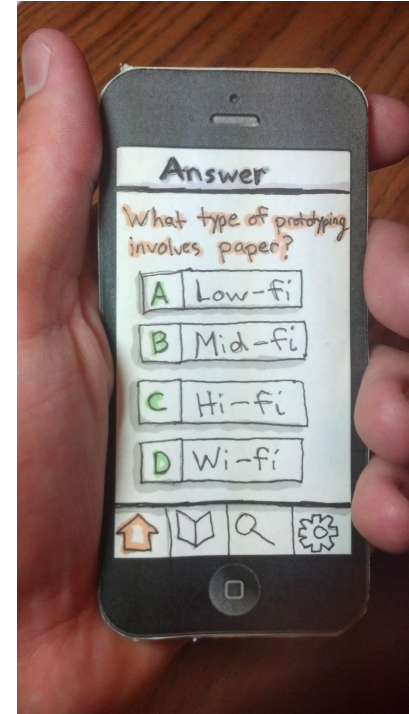 Answer
What type of prototyping
involves paper?
A Low-fi
B Mid-fi
C Hi-fi
D Wi-fi